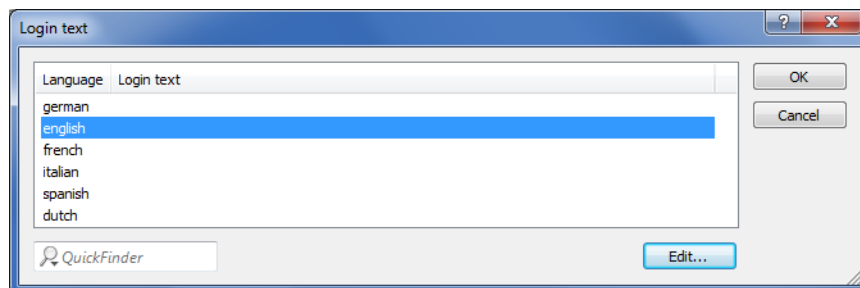 Login text
? X
Language Login text
german
english
french
italian
spanish
dutch
OK
Cancel
QuickFinder
Edit...